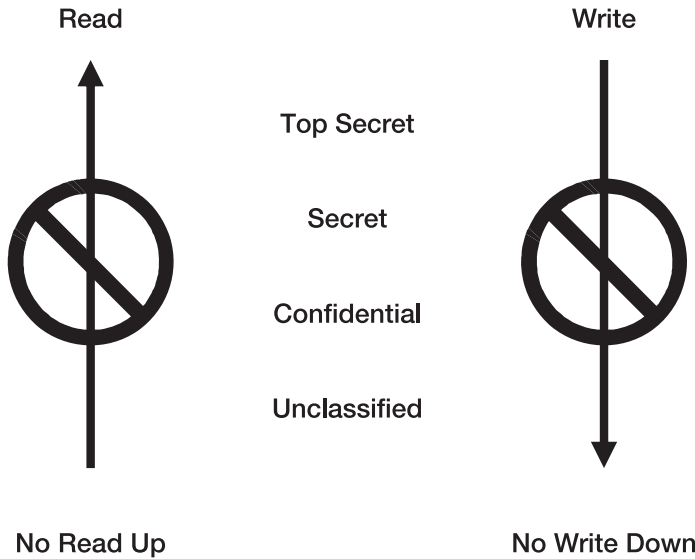 Read
Write
Top Secret
Secret
Confidential
Unclassified
No Read Up
No Write Down